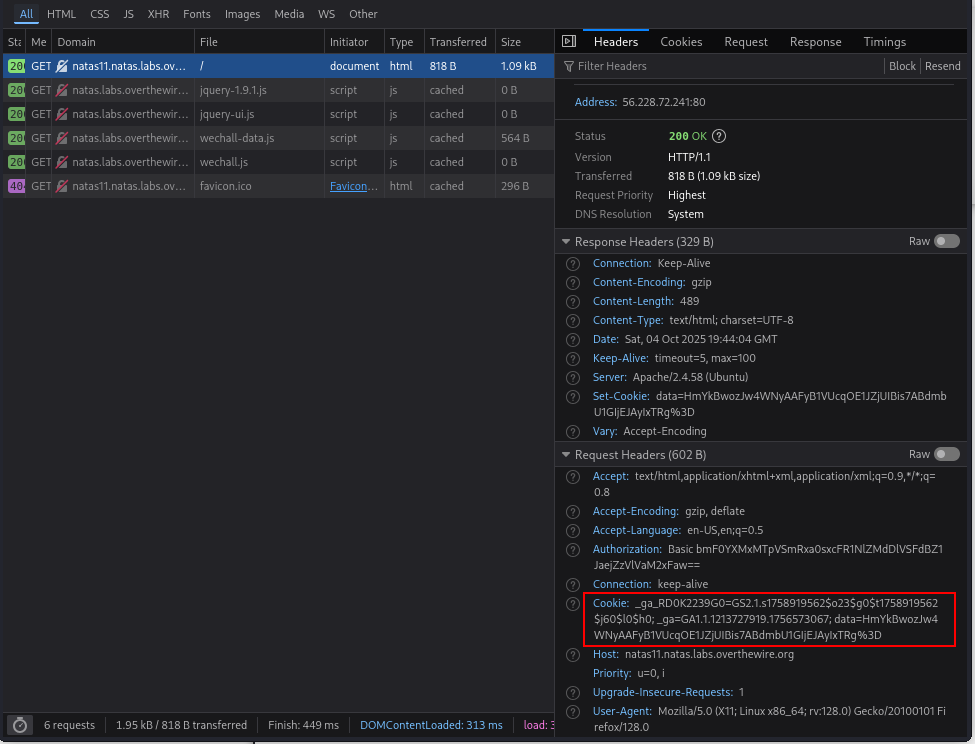 All HTML CSS JS XHR Fonts Images Media WS Other
Sta Me Domain File Initiator Type Transferred Size
200 GET natas11.natas.labs.ov… / document html 818 B 1.09 kB
200 GET natas.labs.overthewir… jquery-1.9.1.js script js cached 0 B
200 GET natas.labs.overthewir… jquery-ui.js script js cached 0 B
200 GET natas.labs.overthewir… wechall-data.js script js cached 564 B
200 GET natas.labs.overthewir… wechall.js script js cached 0 B
404 GET natas11.natas.labs.ov… favicon.ico Favicon… html cached 296 B
6 requests 1.95 kB / 818 B transferred Finish: 449 ms DOMContentLoaded: 313 ms load: 3
Headers Cookies Request Response Timings
Filter Headers Block Resend
Address: 56.228.72.241:80
Status 200 OK ?
Version HTTP/1.1
Transferred 818 B (1.09 kB size)
Request Priority Highest
DNS Resolution System
Response Headers (329 B) Raw
? Connection: Keep-Alive
? Content-Encoding: gzip
? Content-Length: 489
? Content-Type: text/html; charset=UTF-8
? Date: Sat, 04 Oct 2025 19:44:04 GMT
? Keep-Alive: timeout=5, max=100
? Server: Apache/2.4.58 (Ubuntu)
? Set-Cookie: data=HmYkBwozJw4WNyAAFyB1VUcqOE1JZjUIBis7ABdmb
U1GIjEJAyIxTRg%3D
? Vary: Accept-Encoding
Request Headers (602 B) Raw
? Accept: text/html,application/xhtml+xml,application/xml;q=0.9,*/*;q=
0.8
? Accept-Encoding: gzip, deflate
? Accept-Language: en-US,en;q=0.5
? Authorization: Basic bmF0YXMxMTpVSmRxa0sxcFR1NlZMdDlVSFdBZ1
JaejZzVlVaM2xFaw==
? Connection: keep-alive
? Cookie: _ga_RD0K2239G0=GS2.1.s1758919562$o23$g0$t1758919562
$j60$l0$h0; _ga=GA1.1.1213727919.1756573067; data=HmYkBwozJw4
WNyAAFyB1VUcqOE1JZjUIBis7ABdmbU1GIjEJAyIxTRg%3D
? Host: natas11.natas.labs.overthewire.org
Priority: u=0, i
? Upgrade-Insecure-Requests: 1
? User-Agent: Mozilla/5.0 (X11; Linux x86_64; rv:128.0) Gecko/20100101 Fi
refox/128.0